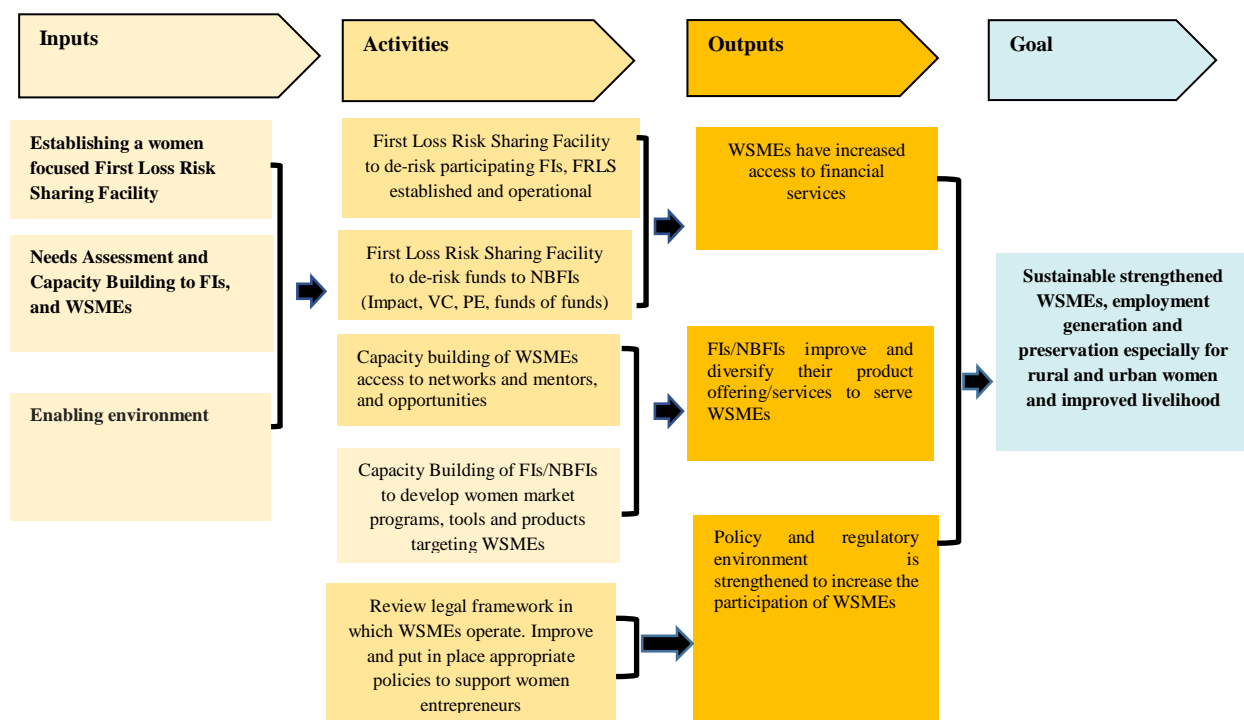 Inputs
Activities
Outputs
Goal
Establishing a women
focused First Loss Risk
Sharing Facility
Needs Assessment and
Capacity Building to FIs,
and WSMEs
Enabling environment
First Loss Risk Sharing Facility
to de-risk participating FIs, FRLS
established and operational
First Loss Risk Sharing Facility
to de-risk funds to NBFIs
(Impact, VC, PE, funds of funds)
Capacity building of WSMEs
access to networks and mentors,
and opportunities
Capacity Building of FIs/NBFIs
to develop women market
programs, tools and products
targeting WSMEs
Review legal framework in
which WSMEs operate. Improve
and put in place appropriate
policies to support women
entrepreneurs
WSMEs have increased
access to financial
services
FIs/NBFIs improve and
diversify their product
offering/services to serve
WSMEs
Policy and regulatory
environment is
strengthened to increase the
participation of WSMEs
Sustainable strengthened
WSMEs, employment
generation and
preservation especially for
rural and urban women
and improved livelihood